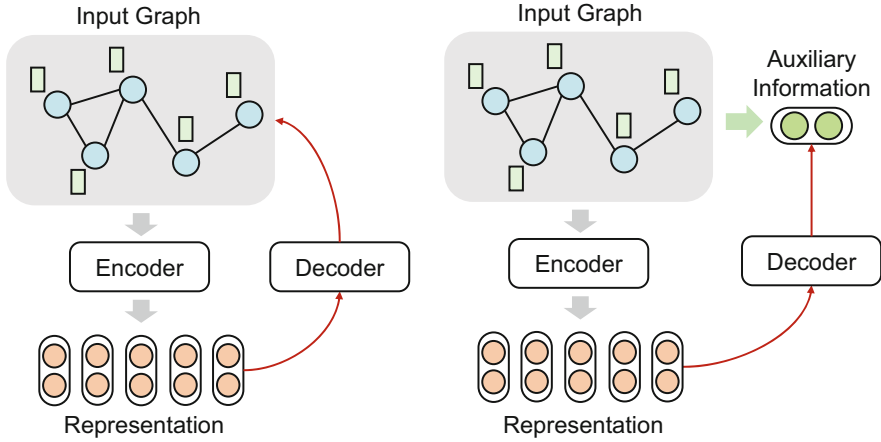 Input Graph
Encoder
Decoder
Representation
Input Graph
Auxiliary
Information
Encoder
Decoder
Representation